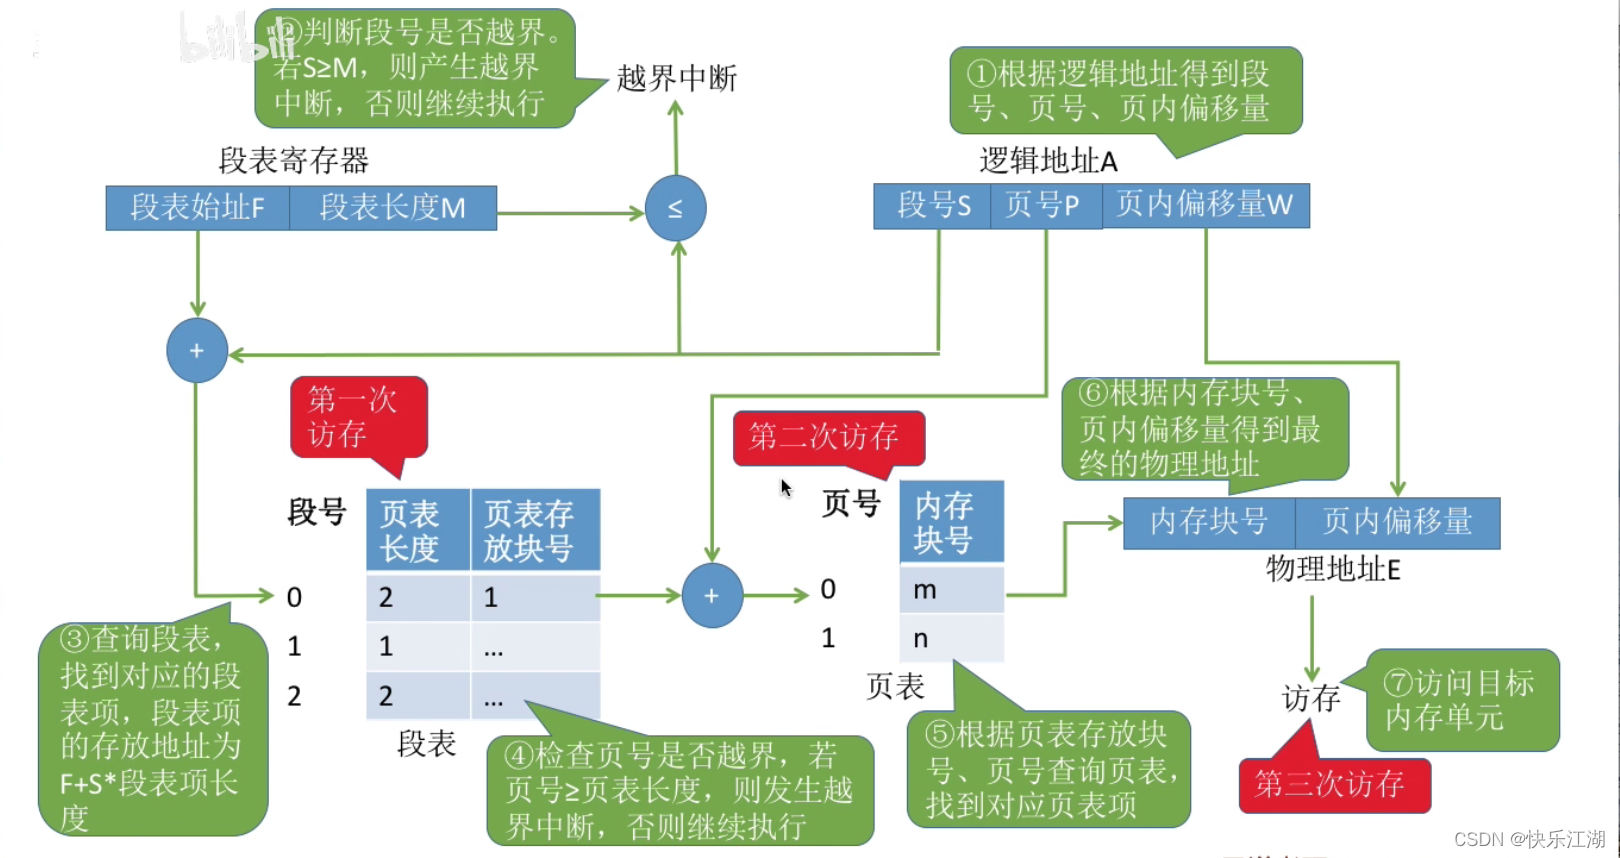 bilibili
②判断段号是否越界。
若S≥M，则产生越界
中断，否则继续执行
越界中断
①根据逻辑地址得到段
号、页号、页内偏移量
段表寄存器
逻辑地址A
段表始址F
段表长度M
≤
段号S
页号P
页内偏移量W
+
第一次
访存
第二次访存
⑥根据内存块号、
页内偏移量得到最
终的物理地址
段号
页表
长度
页表存
放块号
0
2
1
1
1
...
2
2
...
段表
+
页号
内存
块号
0
m
1
n
页表
内存块号
页内偏移量
物理地址E
③查询段表，
找到对应的段
表项，段表项
的存放地址为
F+S*段表项长
度
④检查页号是否越界，若
页号≥页表长度，则发生越
界中断，否则继续执行
⑤根据页表存放块
号、页号查询页表，
找到对应页表项
访存
⑦访问目标
内存单元
第三次访存
CSDN @快乐江湖